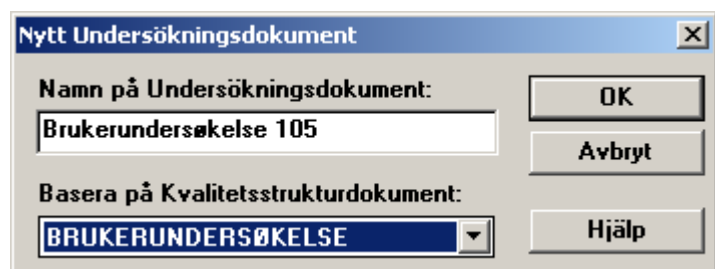 Nytt Undersökningsdokument
Namn på Undersökningsdokument:
Brukerundersøkelse 105
OK
Avbryt
Basera på Kvalitetsstrukturdokument:
BRUKERUNDERSØKELSE
Hjälp